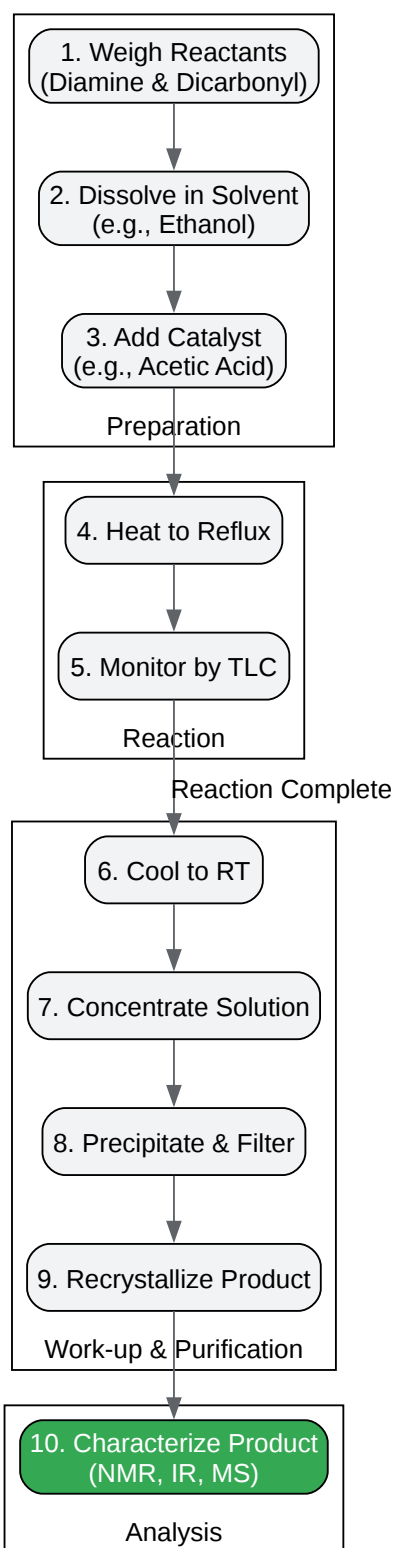 1. Weigh Reactants
(Diamine & Dicarbonyl)
2. Dissolve in Solvent
(e.g., Ethanol)
3. Add Catalyst
(e.g., Acetic Acid)
Preparation
4. Heat to Reflux
5. Monitor by TLC
Reaction
Reaction Complete
6. Cool to RT
7. Concentrate Solution
8. Precipitate & Filter
9. Recrystallize Product
Work-up & Purification
10. Characterize Product
(NMR, IR, MS)
Analysis